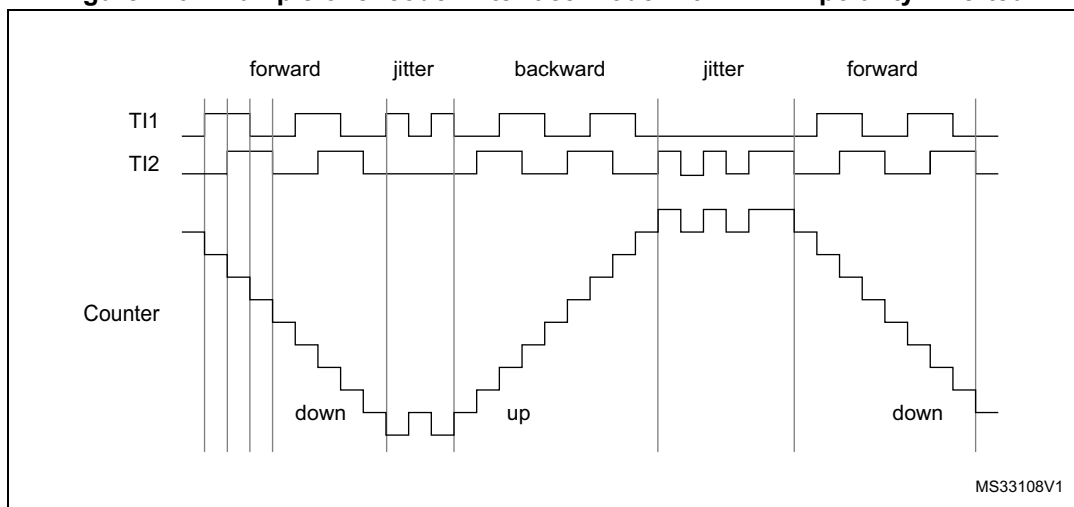 forward jitter backward jitter forward
TI1
TI2
Counter
down up down
MS33108V1